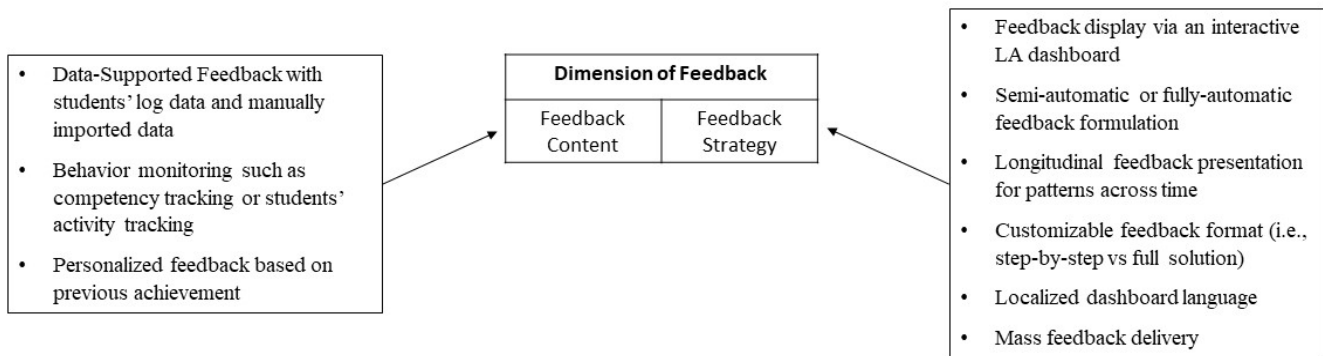 • Data-Supported Feedback with
students' log data and manually
imported data
• Behavior monitoring such as
competency tracking or students'
activity tracking
• Personalized feedback based on
previous achievement
Dimension of Feedback
Feedback
Content
Feedback
Strategy
• Feedback display via an interactive
LA dashboard
• Semi-automatic or fully-automatic
feedback formulation
• Longitudinal feedback presentation
for patterns across time
• Customizable feedback format (i.e.,
step-by-step vs full solution)
• Localized dashboard language
• Mass feedback delivery